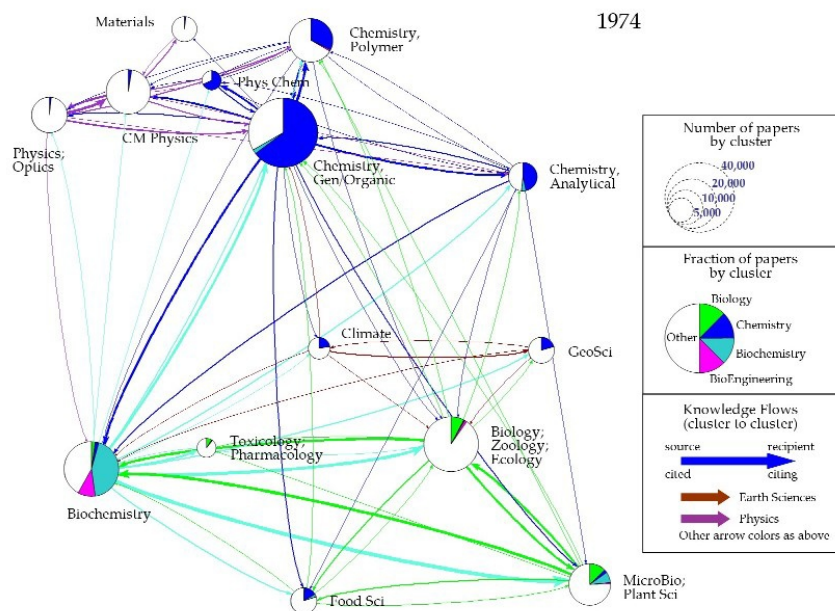 1974
Materials
Chemistry,
Polymer
Phys Chem
CM Physics
Physics;
Optics
Chemistry,
Gen/Organic
Chemistry,
Analytical
Climate
GeoSci
Toxicology;
Pharmacology
Biology;
Zoology;
Ecology
Biochemistry
Food Sci
MicroBio;
Plant Sci
Number of papers
by cluster
40,000
20,000
10,000
5,000
Fraction of papers
by cluster
Biology
Chemistry
Other
Biochemistry
BioEngineering
Knowledge Flows
(cluster to cluster)
source recipient
cited citing
Earth Sciences
Physics
Other arrow colors as above